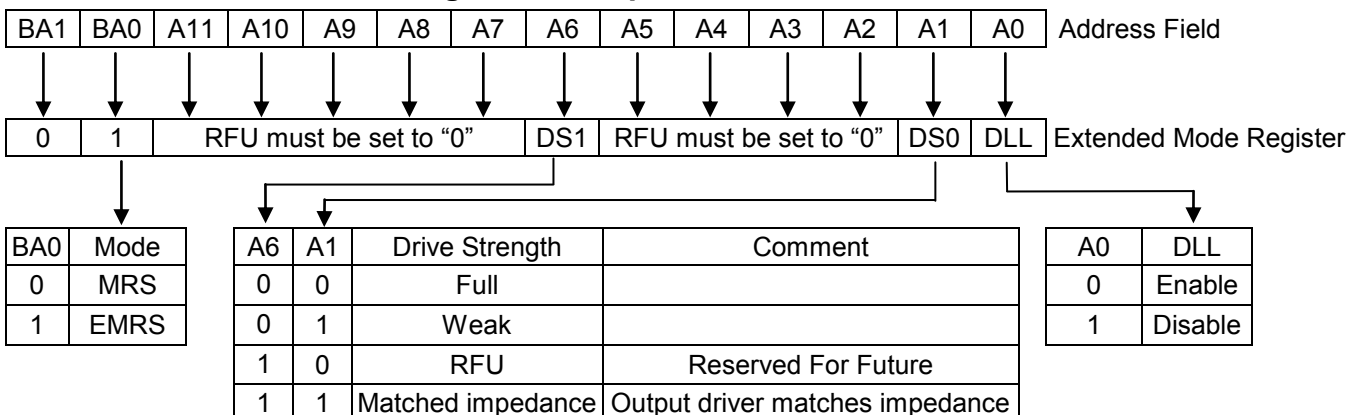 BA1 BA0 A11 A10 A9 A8 A7 A6 A5 A4 A3 A2 A1 A0 Address Field
0 1 RFU must be set to “0” DS1 RFU must be set to “0” DS0 DLL Extended Mode Register
BA0 Mode
0 MRS
1 EMRS
A6 A1 Drive Strength Comment
0 0 Full
0 1 Weak
1 0 RFU Reserved For Future
1 1 Matched impedance Output driver matches impedance
A0 DLL
0 Enable
1 Disable